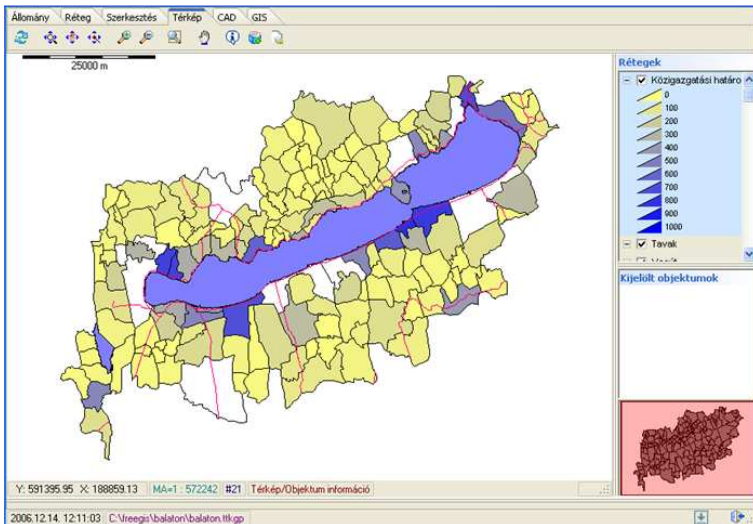 Állomány Réteg Szerkesztés Térkép CAD GIS
25000 m
Rétegek
Közigazgatási határo
0
100
200
300
400
500
600
700
800
900
1000
Tavak
Kijelölt objektumok
Y: 591395.95 X: 188859.13 MA=1 : 572242 #21 Térkép/Objektum információ
2006.12.14. 12:11:03 C:\freegis\balaton\balaton.ttkgp